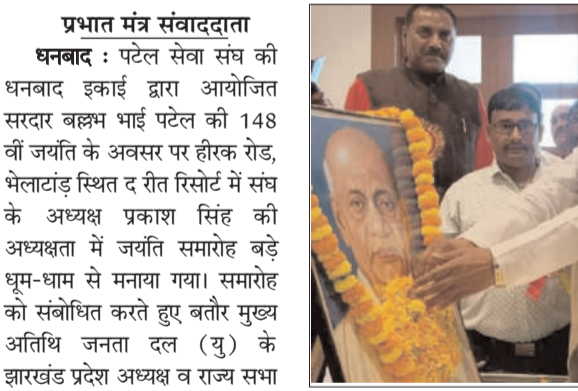 प्रभात मंत्र संवाददाता
धनबाद : पटेल सेवा संघ की
धनबाद इकाई द्वारा आयोजित
सरदार बल्लभ भाई पटेल की 148
वीं जयंति के अवसर पर हीरक रोड,
भेलाटांड़ स्थित द रीत रिसोर्ट में संघ
के अध्यक्ष प्रकाश सिंह की
अध्यक्षता में जयंति समारोह बड़े
धूम-धाम से मनाया गया। समारोह
को संबोधित करते हुए बतौर मुख्य
अतिथि जनता दल (यु) के
झारखंड प्रदेश अध्यक्ष व राज्य सभा